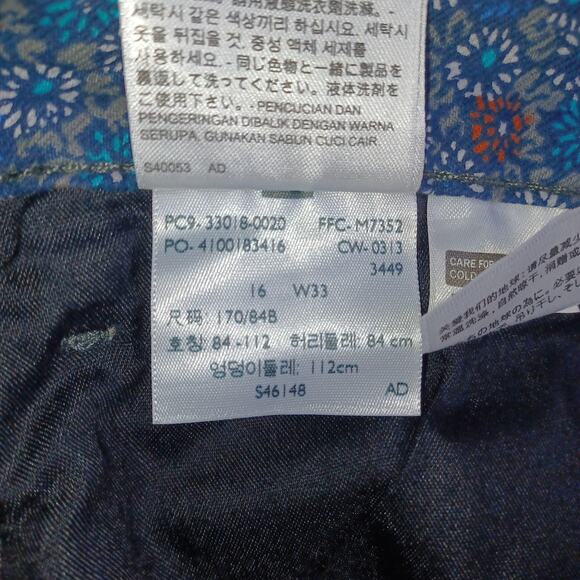 세탁시 같은 색상끼리 하십시요. 세탁시
옷을 뒤집을 것. 중성 액체 세제를
사용하세요. - 同じ色物と一緒に製品を
裏返して洗ってください。液体洗剤を
ご使用下さい。- PENCUCIAN DAN
PENGERINGAN DIBALIK DENGAN WARNA
SERUPA, GUNAKAN SABUN CUCI CAIR
S40053 AD
PC9- 33018-0020 FFC- M7352
PO- 4100183416 CW- 0313
3449
16 W33
尺码: 170/84B
호칭: 84 -112 허리둘레: 84 cm
엉덩이둘레: 112cm
S46148 AD
CARE FOR
COLD